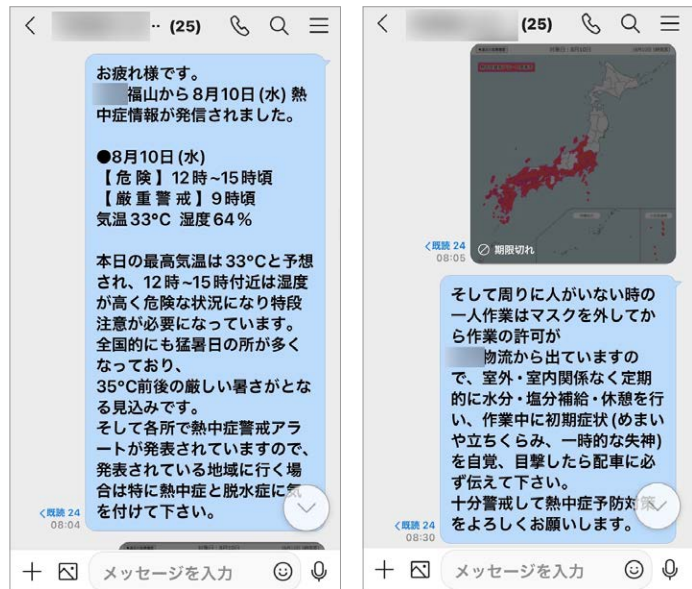 (25)
お疲れ様です。
福山から8月10日(水) 熱
中症情報が発信されました。
●8月10日(水)
【 危 険 】12時~15時頃
【 厳 重 警 戒 】9時頃
気温33°C 湿度64%
本日の最高気温は33°Cと予想
され、12時~15時付近は湿度
が高く危険な状況になり特段
注意が必要になっています。
全国的にも猛暑日の所が多く
なっており、
35°C前後の厳しい暑さがとな
る見込みです。
そして各所で熱中症警戒アラ
ートが発表されていますので、
発表されている地域に行く場
合は特に熱中症と脱水症に気
を付けて下さい。
既読 24
08:04
メッセージを入力
(25)
既読 24
08:05
期限切れ
そして周りに人がいない時の
一人作業はマスクを外してか
ら作業の許可が
物流から出ていますの
で、室外・室内関係なく定期
的に水分・塩分補給・休憩を行
い、作業中に初期症状(めまい
や立ちくらみ、一時的な失神)
を自覚、目撃したら配車に必
ず伝えて下さい。
十分警戒して熱中症予防対策
をよろしくお願いします。
既読 24
08:30
メッセージを入力